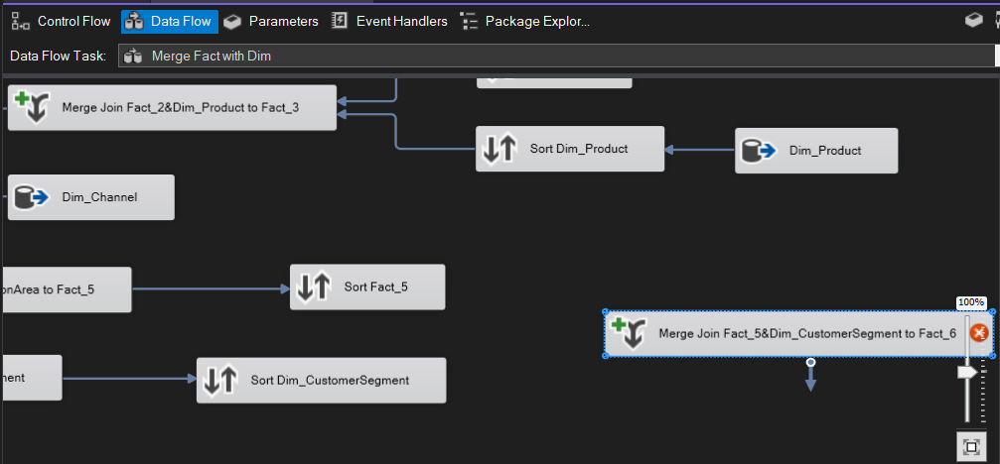 Control Flow
Data Flow
Parameters
Event Handlers
Package Explor...
Data Flow Task:
Merge Fact with Dim
Merge Join Fact_2&Dim_Product to Fact_3
Sort Dim_Product
Dim_Product
Dim_Channel
onArea to Fact_5
Sort Fact_5
100%
Merge Join Fact_5&Dim_CustomerSegment to Fact_6
ment
Sort Dim_CustomerSegment